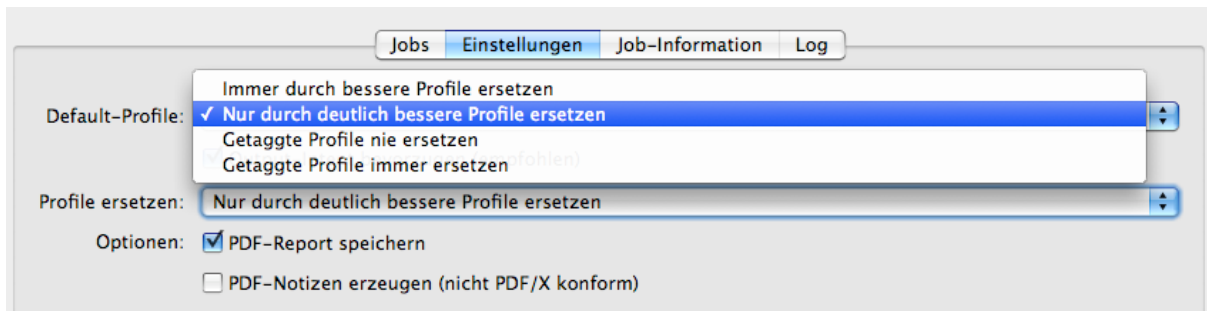 Jobs Einstellungen Job-Information Log
Immer durch bessere Profile ersetzen
Default-Profile: ✓ Nur durch deutlich bessere Profile ersetzen
Getaggte Profile nie ersetzen
(empfohlen)
Getaggte Profile immer ersetzen
Profile ersetzen: Nur durch deutlich bessere Profile ersetzen
Optionen: PDF-Report speichern
PDF-Notizen erzeugen (nicht PDF/X konform)